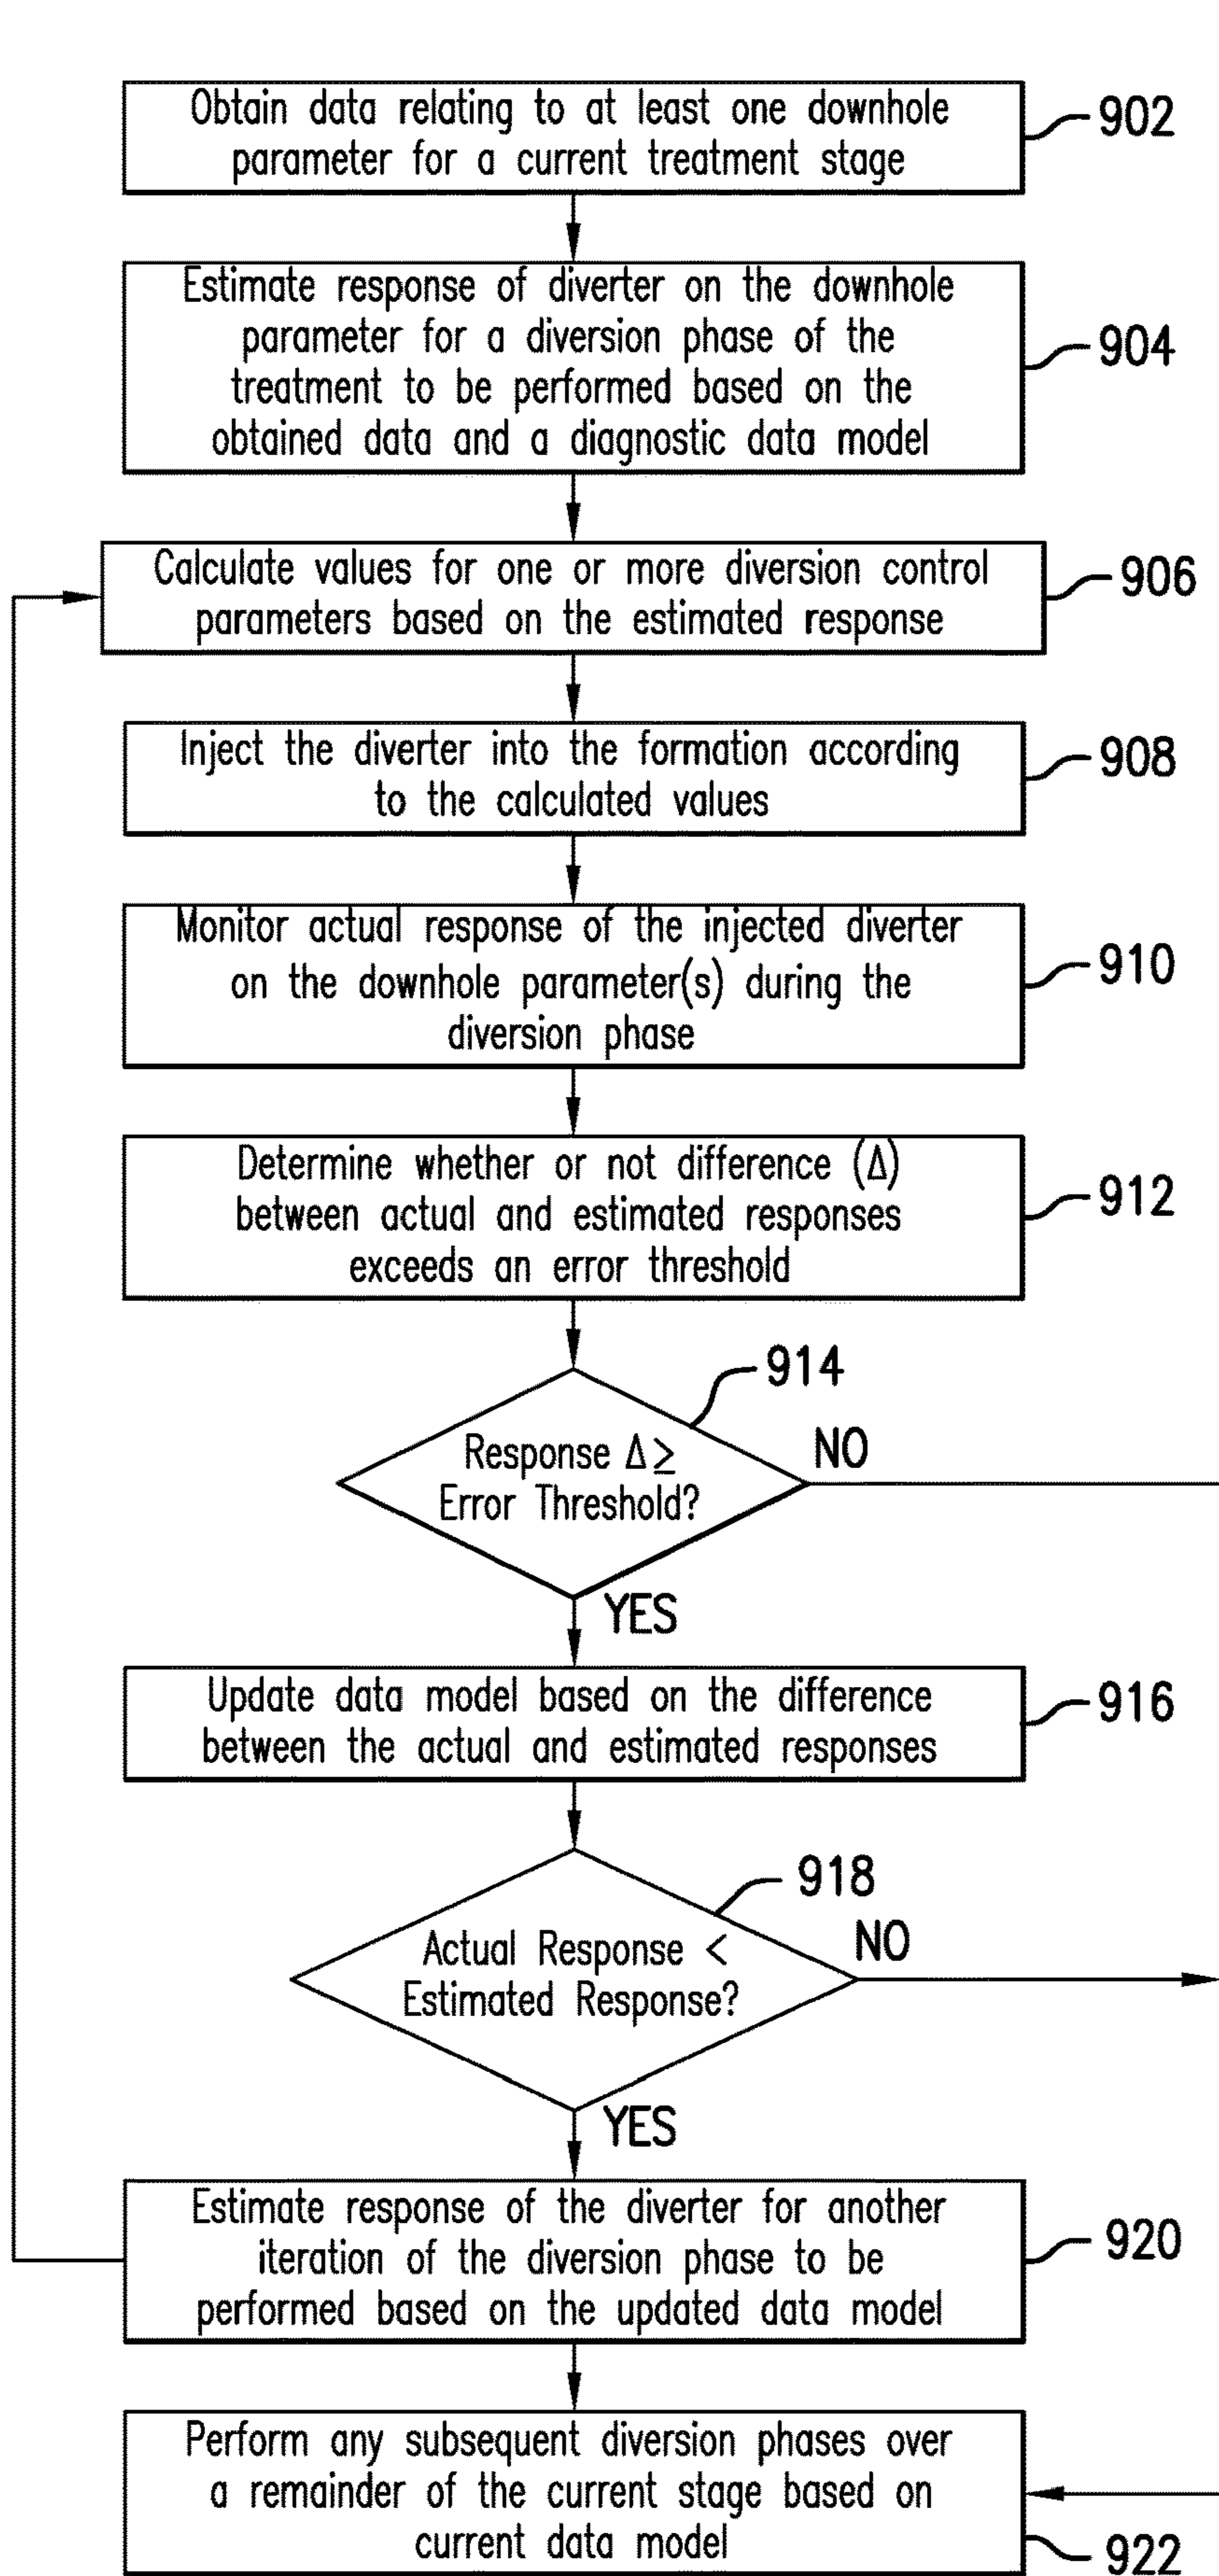 Obtain data relating to at least one downhole
parameter for a current treatment stage
902
Estimate response of diverter on the downhole
parameter for a diversion phase of the
treatment to be performed based on the
obtained data and a diagnostic data model
904
Calculate values for one or more diversion control
parameters based on the estimated response
906
Inject the diverter into the formation according
to the calculated values
908
Monitor actual response of the injected diverter
on the downhole parameter(s) during the
diversion phase
910
Determine whether or not difference (Δ)
between actual and estimated responses
exceeds an error threshold
912
914
Response Δ≥
Error Threshold?
NO
YES
Update data model based on the difference
between the actual and estimated responses
916
918
Actual Response <
Estimated Response?
NO
YES
Estimate response of the diverter for another
iteration of the diversion phase to be
performed based on the updated data model
920
Perform any subsequent diversion phases over
a remainder of the current stage based on
current data model
922